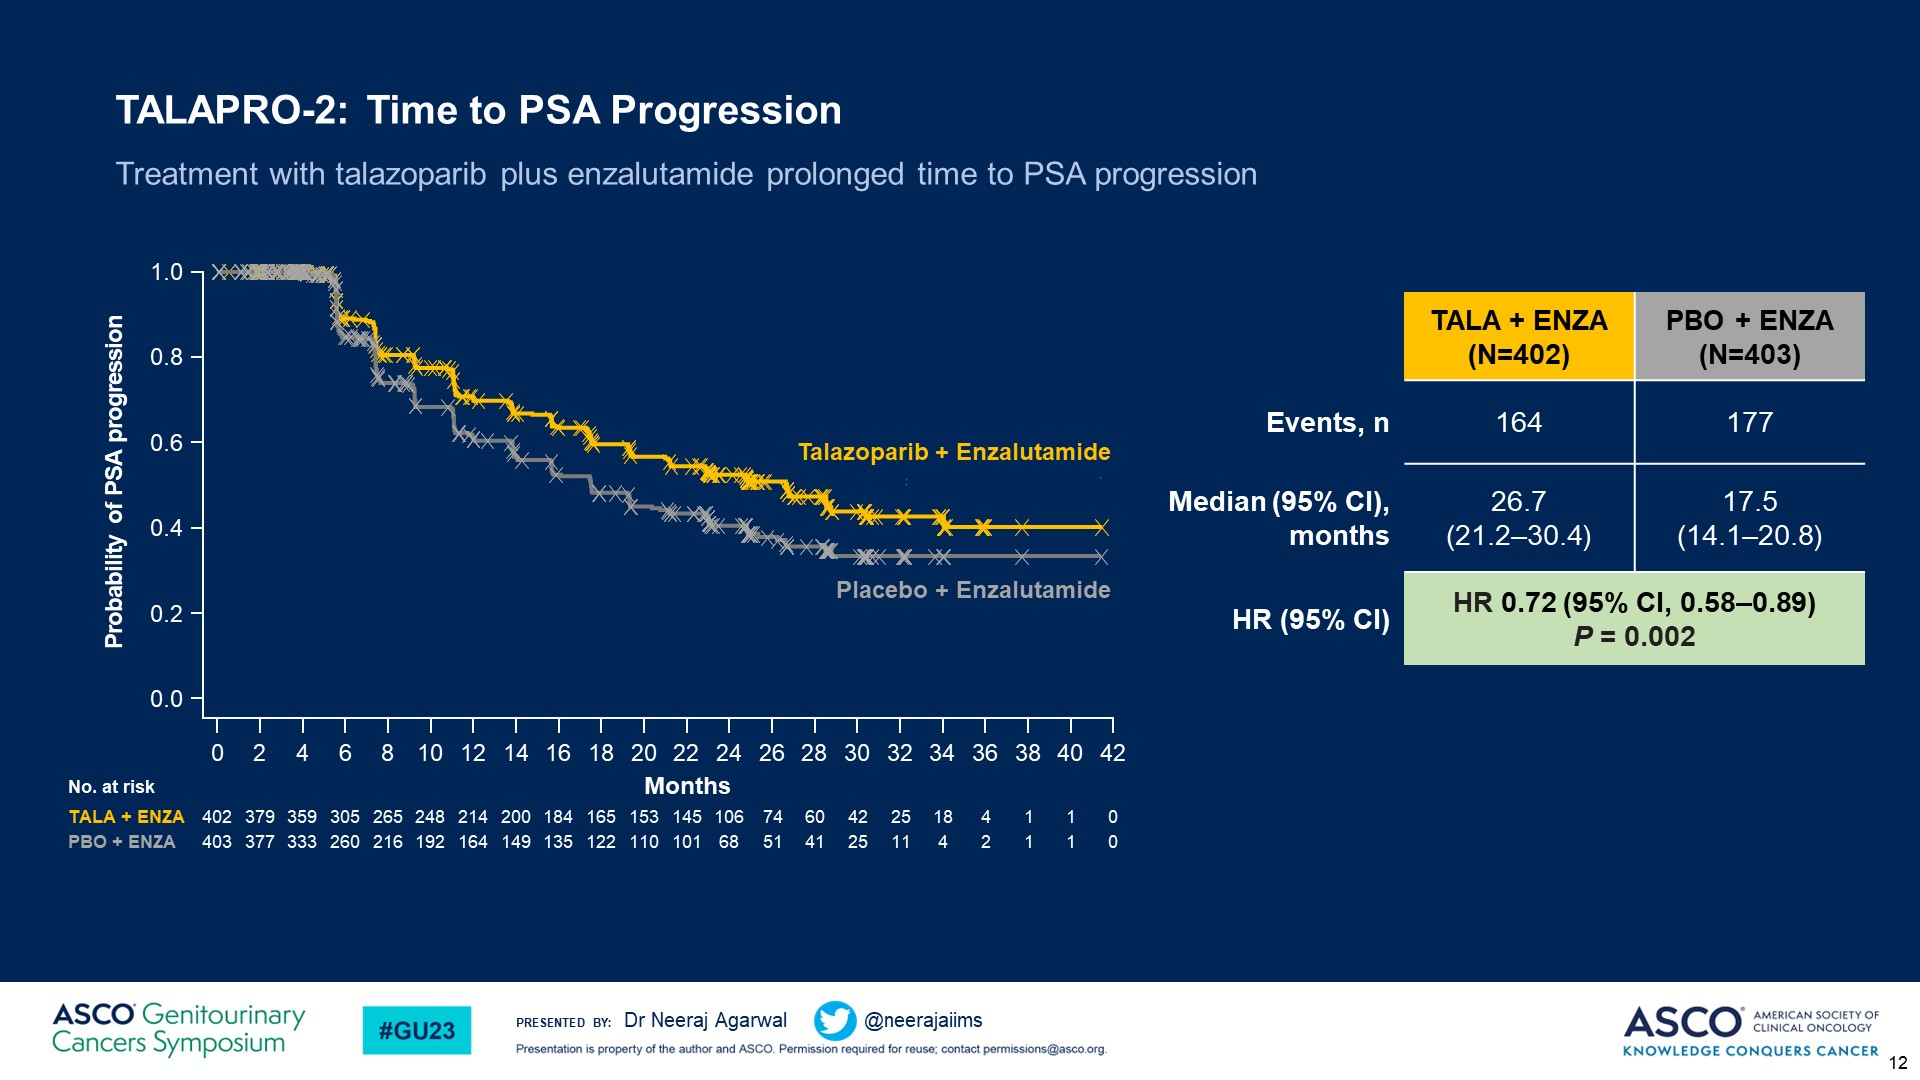 TALAPRO-2: Time to PSA Progression
Treatment with talazoparib plus enzalutamide prolonged time to PSA progression
Probability of PSA progression
1.0
0.8
0.6
0.4
0.2
0.0
Talazoparib + Enzalutamide
Placebo + Enzalutamide
0 2 4 6 8 10 12 14 16 18 20 22 24 26 28 30 32 34 36 38 40 42
Months
No. at risk
TALA + ENZA 402 379 359 305 265 248 214 200 184 165 153 145 106 74 60 42 25 18 4 1 1 0
PBO + ENZA 403 377 333 260 216 192 164 149 135 122 110 101 68 51 41 25 11 4 2 1 1 0
TALA + ENZA PBO + ENZA
(N=402) (N=403)
Events, n 164 177
Median (95% CI), 26.7 17.5
months (21.2–30.4) (14.1–20.8)
HR (95% CI)
HR 0.72 (95% CI, 0.58–0.89)
P = 0.002
ASCO Genitourinary
Cancers Symposium
#GU23
PRESENTED BY: Dr Neeraj Agarwal @neerajaiims
Presentation is property of the author and ASCO. Permission required for reuse; contact permissions@asco.org.
ASCO AMERICAN SOCIETY OF
CLINICAL ONCOLOGY
KNOWLEDGE CONQUERS CANCER
12